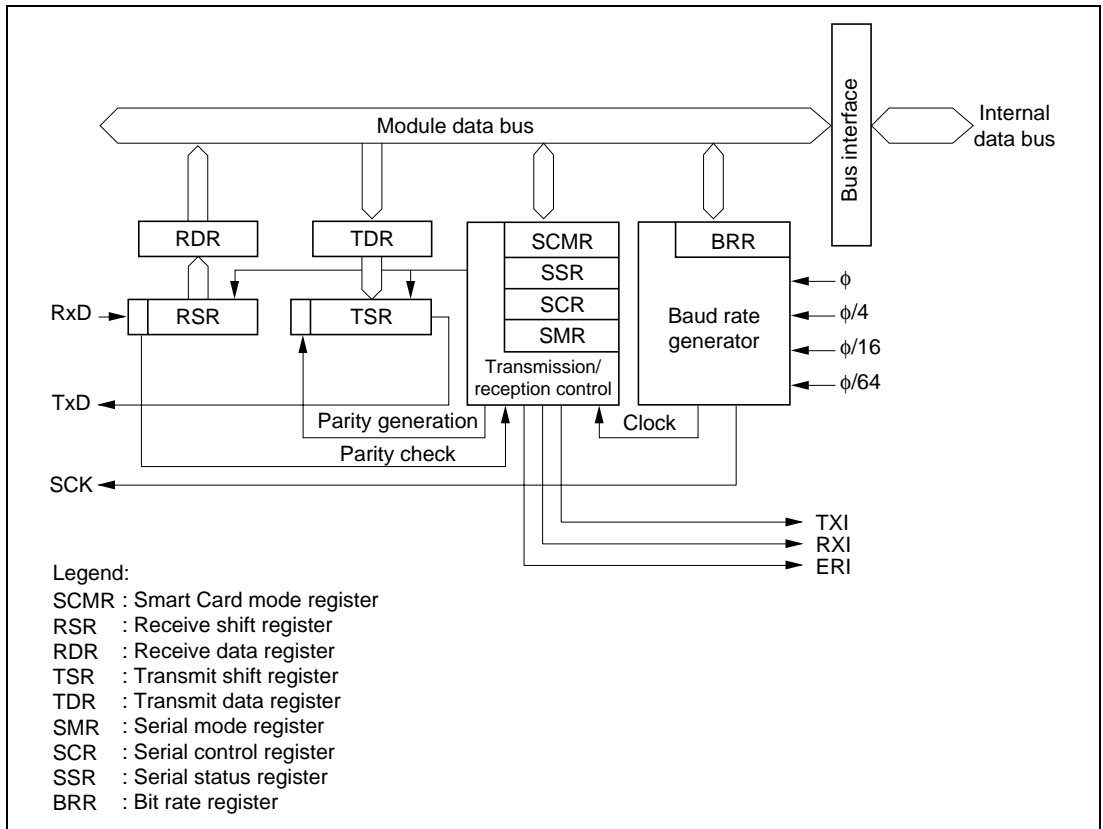 Module data bus
Bus interface
Internal
data bus
RDR
TDR
SCMR
BRR
SSR
SCR
SMR
RxD
RSR
TSR
Baud rate
generator
ϕ
ϕ/4
ϕ/16
ϕ/64
Transmission/
reception control
TxD
Parity generation
Clock
Parity check
SCK
TXI
RXI
ERI
Legend:
SCMR : Smart Card mode register
RSR : Receive shift register
RDR : Receive data register
TSR : Transmit shift register
TDR : Transmit data register
SMR : Serial mode register
SCR : Serial control register
SSR : Serial status register
BRR : Bit rate register